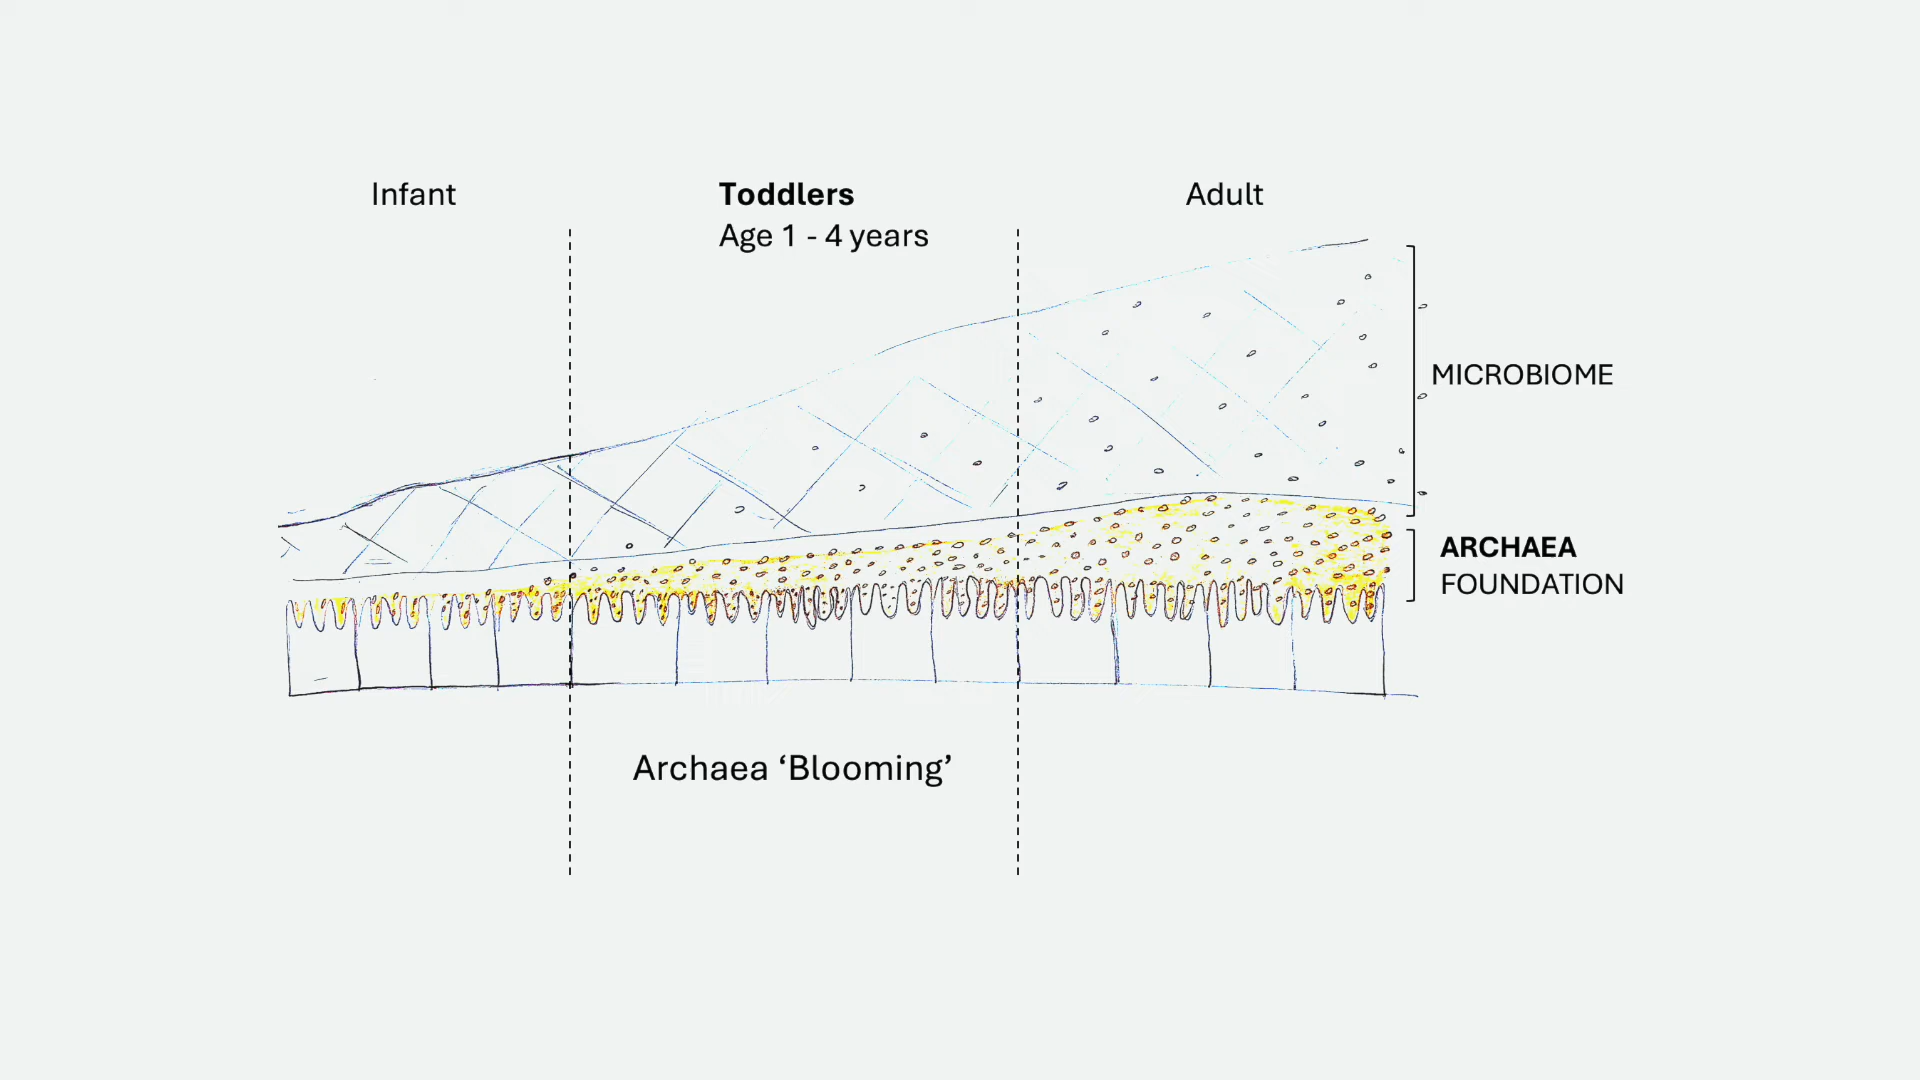 Infant
Toddlers
Age 1 - 4 years
Adult
MICROBIOME
ARCHAEA
FOUNDATION
Archaea ‘Blooming’